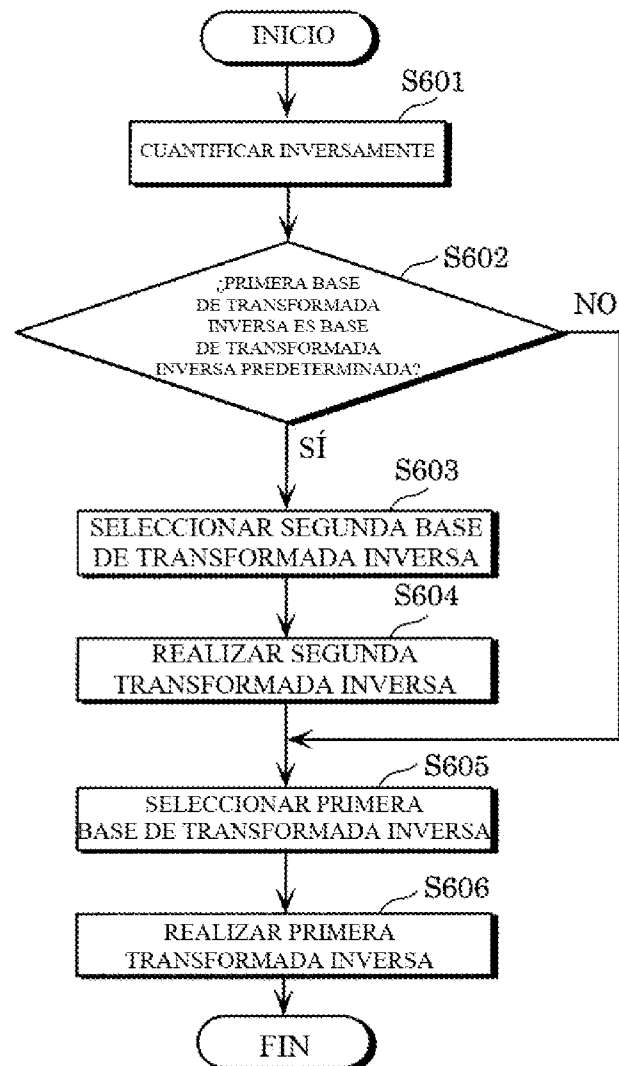 INICIO
S601
CUANTIFICAR INVERSAMENTE
S602
¿PRIMERA BASE
DE TRANSFORMADA
INVERSA ES BASE
DE TRANSFORMADA
INVERSA PREDETERMINADA?
NO
SÍ
S603
SELECCIONAR SEGUNDA BASE
DE TRANSFORMADA INVERSA
S604
REALIZAR SEGUNDA
TRANSFORMADA INVERSA
S605
SELECCIONAR PRIMERA
BASE DE TRANSFORMADA INVERSA
S606
REALIZAR PRIMERA
TRANSFORMADA INVERSA
FIN